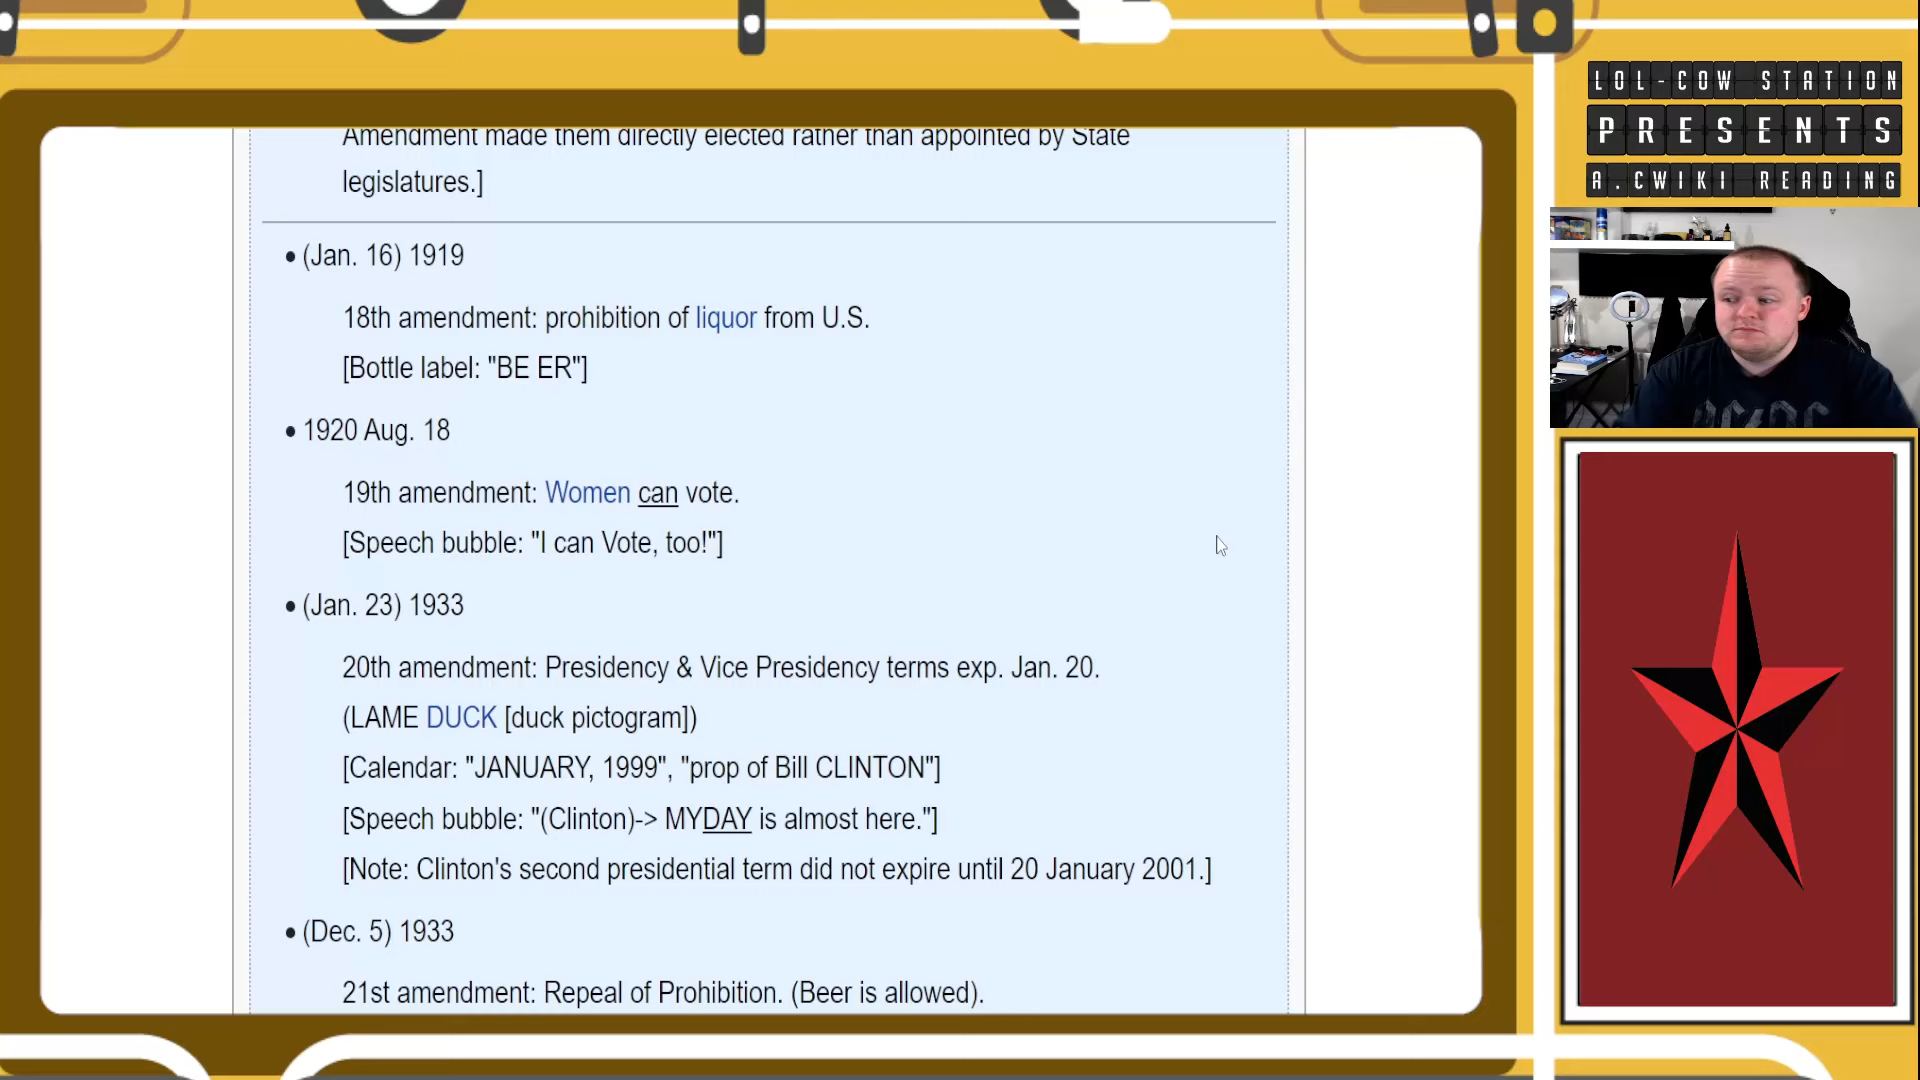 Amendment made them directly elected rather than appointed by State
legislatures.]
• (Jan. 16) 1919
18th amendment: prohibition of liquor from U.S.
[Bottle label: "BE ER"]
• 1920 Aug. 18
19th amendment: Women can vote.
[Speech bubble: "I can Vote, too!"]
• (Jan. 23) 1933
20th amendment: Presidency & Vice Presidency terms exp. Jan. 20.
(LAME DUCK [duck pictogram])
[Calendar: "JANUARY, 1999", "prop of Bill CLINTON"]
[Speech bubble: "(Clinton)-> MYDAY is almost here."]
[Note: Clinton's second presidential term did not expire until 20 January 2001.]
• (Dec. 5) 1933
21st amendment: Repeal of Prohibition. (Beer is allowed).
LOL-COW STATION
PRESENTS
A.CWIKI READING
AC/DC